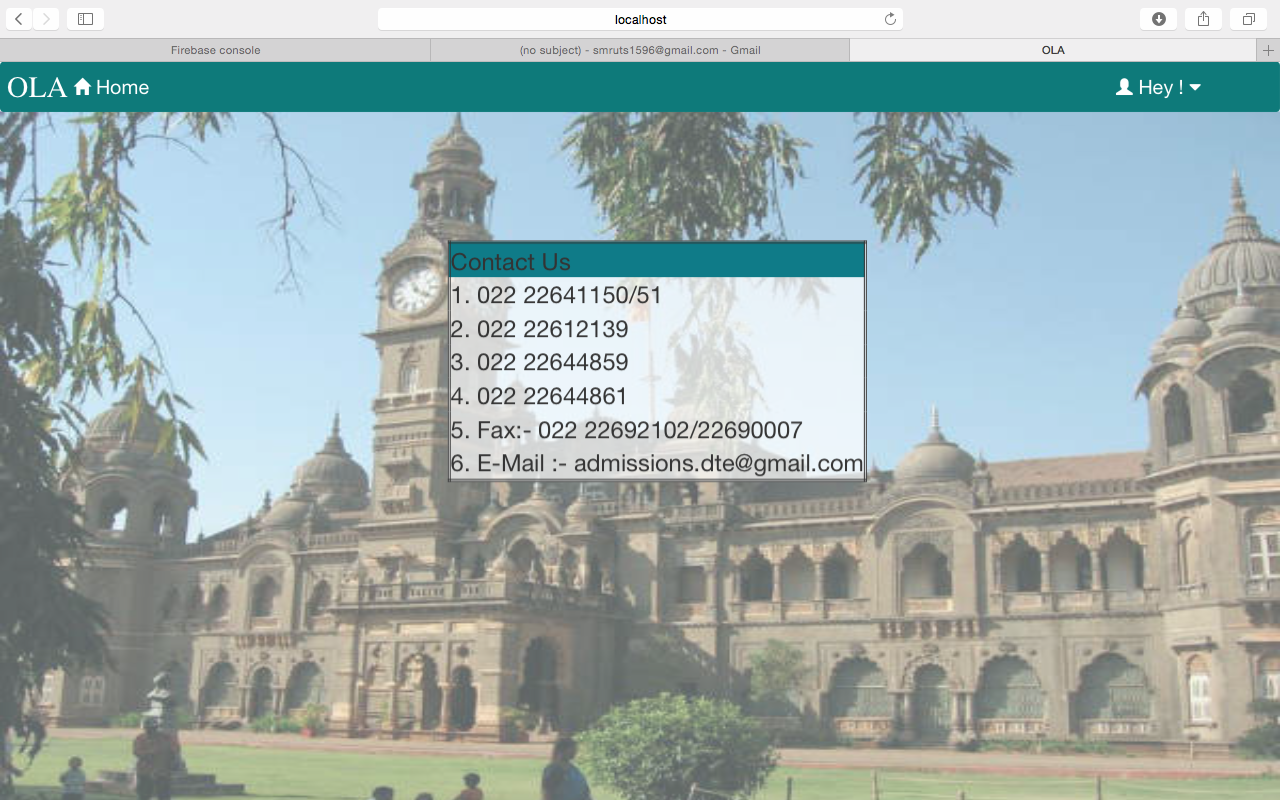 localhost
Firebase console
(no subject) - smruts1596@gmail.com - Gmail
OLA
OLA Home
Hey !
Contact Us
1. 022 22641150/51
2. 022 22612139
3. 022 22644859
4. 022 22644861
5. Fax:- 022 22692102/22690007
6. E-Mail :- admissions.dte@gmail.com